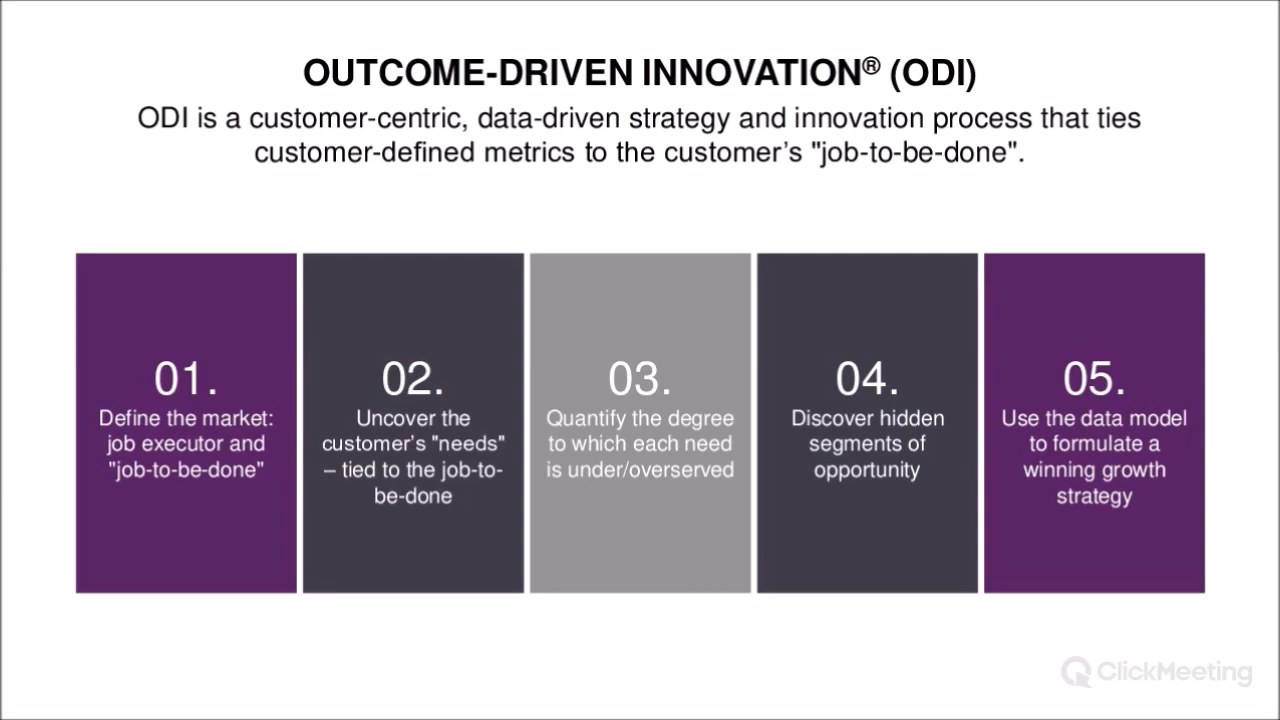 OUTCOME-DRIVEN INNOVATION® (ODI)
ODI is a customer-centric, data-driven strategy and innovation process that ties
customer-defined metrics to the customer’s "job-to-be-done".
01.
Define the market:
job executor and
"job-to-be-done"
02.
Uncover the
customer’s "needs"
– tied to the job-to-
be-done
03.
Quantify the degree
to which each need
is under/overserved
04.
Discover hidden
segments of
opportunity
05.
Use the data model
to formulate a
winning growth
strategy
ClickMeeting